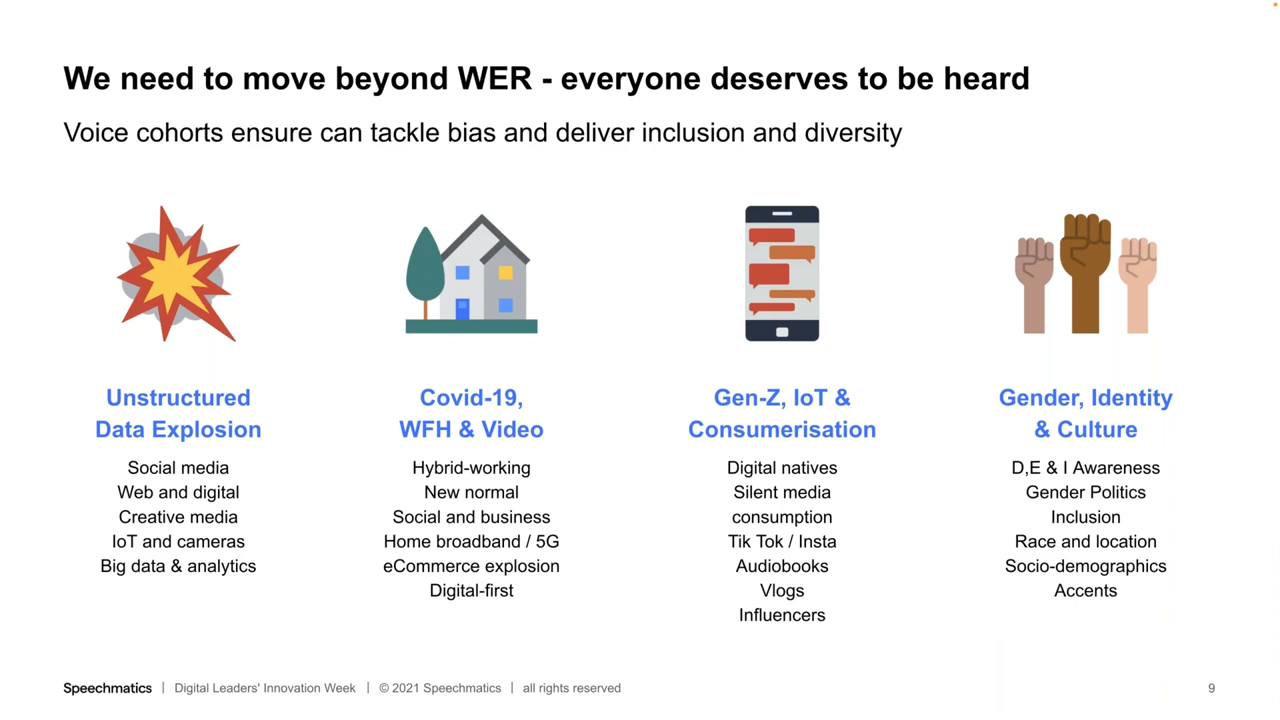 We need to move beyond WER - everyone deserves to be heard
Voice cohorts ensure can tackle bias and deliver inclusion and diversity
Unstructured
Data Explosion
Social media
Web and digital
Creative media
IoT and cameras
Big data & analytics
Covid-19,
WFH & Video
Hybrid-working
New normal
Social and business
Home broadband / 5G
eCommerce explosion
Digital-first
Gen-Z, IoT &
Consumerisation
Digital natives
Silent media
consumption
Tik Tok / Insta
Audiobooks
Vlogs
Influencers
Gender, Identity
& Culture
D,E & I Awareness
Gender Politics
Inclusion
Race and location
Socio-demographics
Accents
Speechmatics | Digital Leaders' Innovation Week | © 2021 Speechmatics | all rights reserved
9